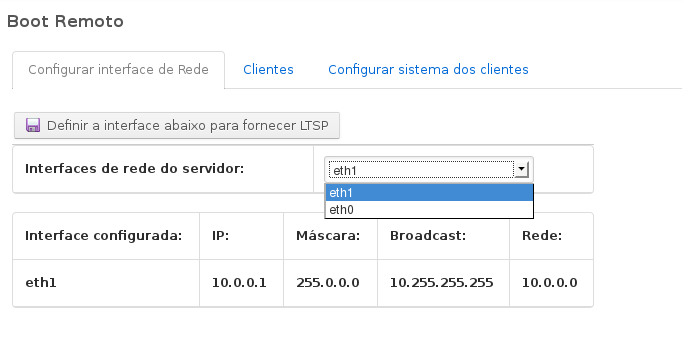 Boot Remoto
Configurar interface de Rede Clientes Configurar sistema dos clientes
Definir a interface abaixo para fornecer LTSP
Interfaces de rede do servidor: eth1
eth1
eth0
Interface configurada: IP: Máscara: Broadcast: Rede:
eth1 10.0.0.1 255.0.0.0 10.255.255.255 10.0.0.0